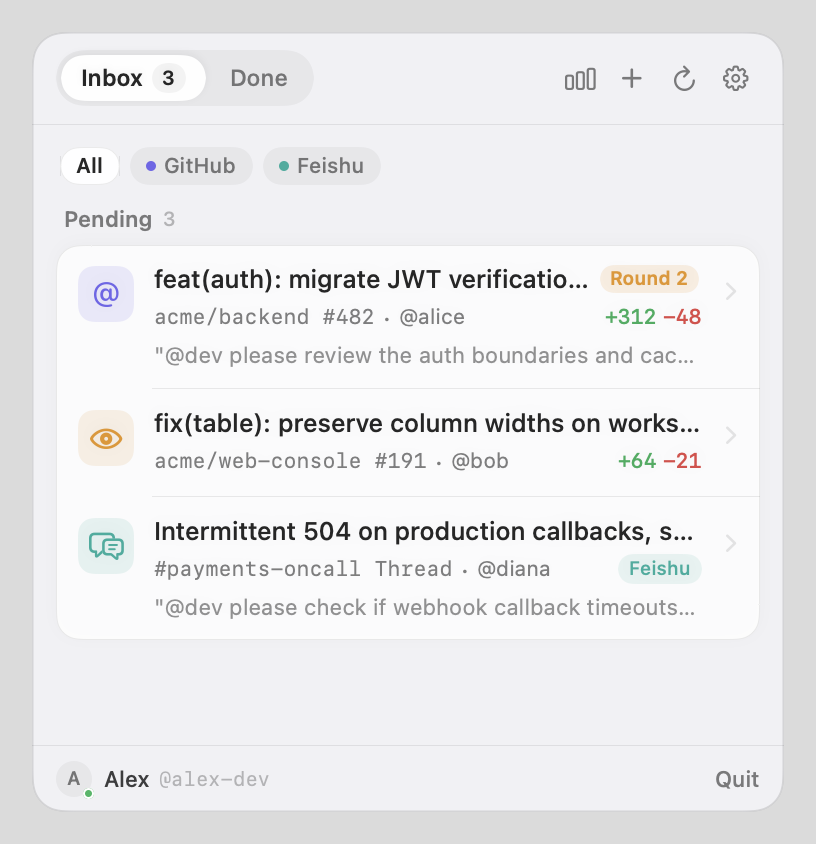 Inbox 3 Done
All GitHub Feishu
Pending 3
@ feat(auth): migrate JWT verificatio... Round 2
acme/backend #482 · @alice +312 −48
"@dev please review the auth boundaries and cac...
fix(table): preserve column widths on works...
acme/web-console #191 · @bob +64 −21
Intermittent 504 on production callbacks, s...
#payments-oncall Thread · @diana Feishu
"@dev please check if webhook callback timeouts...
A Alex @alex-dev Quit